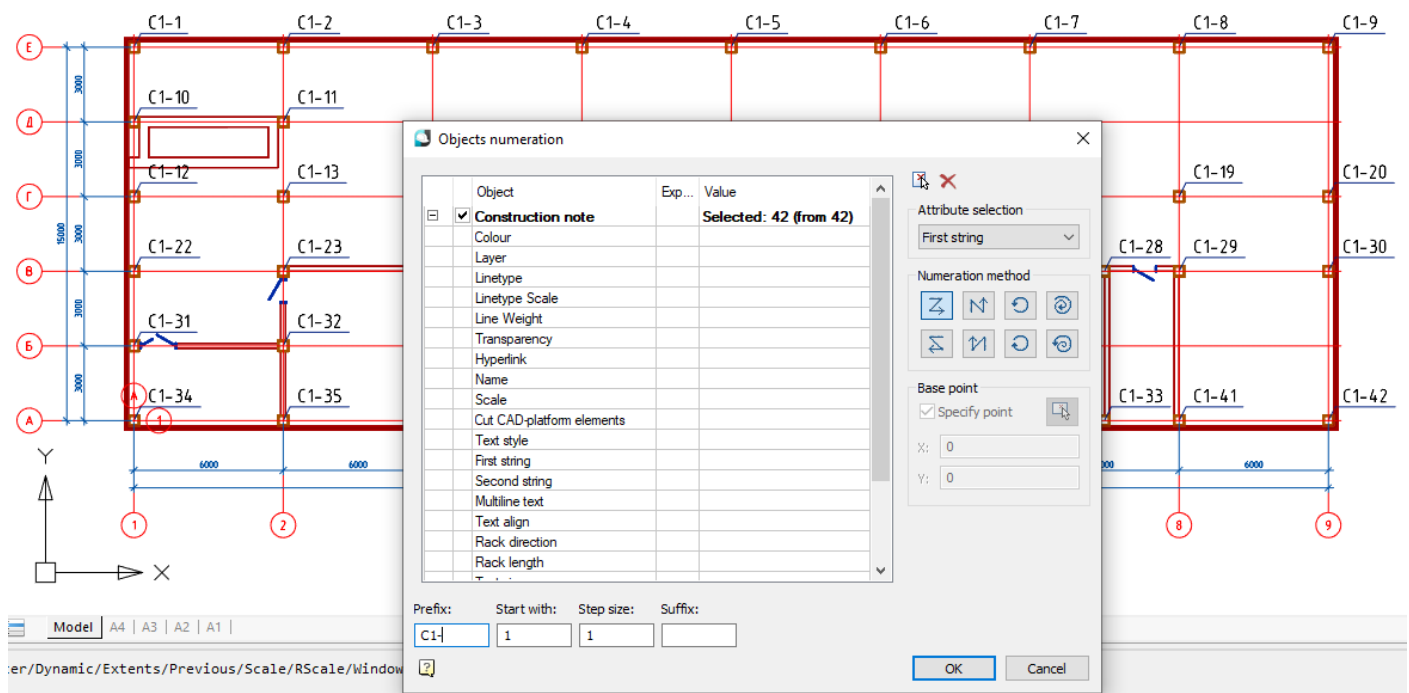 C1-1 C1-2 C1-3 C1-4 C1-5 C1-6 C1-7 C1-8 C1-9
Е
3000
C1-10 C1-11
Д
3000
C1-12 C1-13 C1-19 C1-20
Г
15000
3000
C1-22 C1-23 C1-28 C1-29 C1-30
В
3000
C1-31 C1-32
Б
3000
А
C1-34 C1-35 C1-33 C1-41 C1-42
А 1
6000 6000 000 6000
1 2 8 9
Y
X
Objects numeration
Object Exp... Value
Construction note Selected: 42 (from 42)
Colour
Layer
Linetype
Linetype Scale
Line Weight
Transparency
Hyperlink
Name
Scale
Cut CAD-platform elements
Text style
First string
Second string
Multiline text
Text align
Rack direction
Rack length
Attribute selection
First string
Numeration method
Base point
Specify point
X: 0
Y: 0
Prefix: Start with: Step size: Suffix:
C1- 1 1
OK Cancel
Model A4 A3 A2 A1
er/Dynamic/Extents/Previous/Scale/RScale/Window